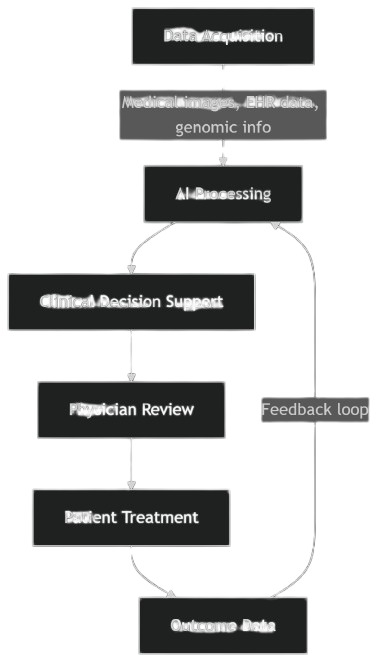 Data Acquisition
Medical images, EHR data,
genomic info
AI Processing
Clinical Decision Support
Physician Review
Patient Treatment
Feedback loop
Outcome Data